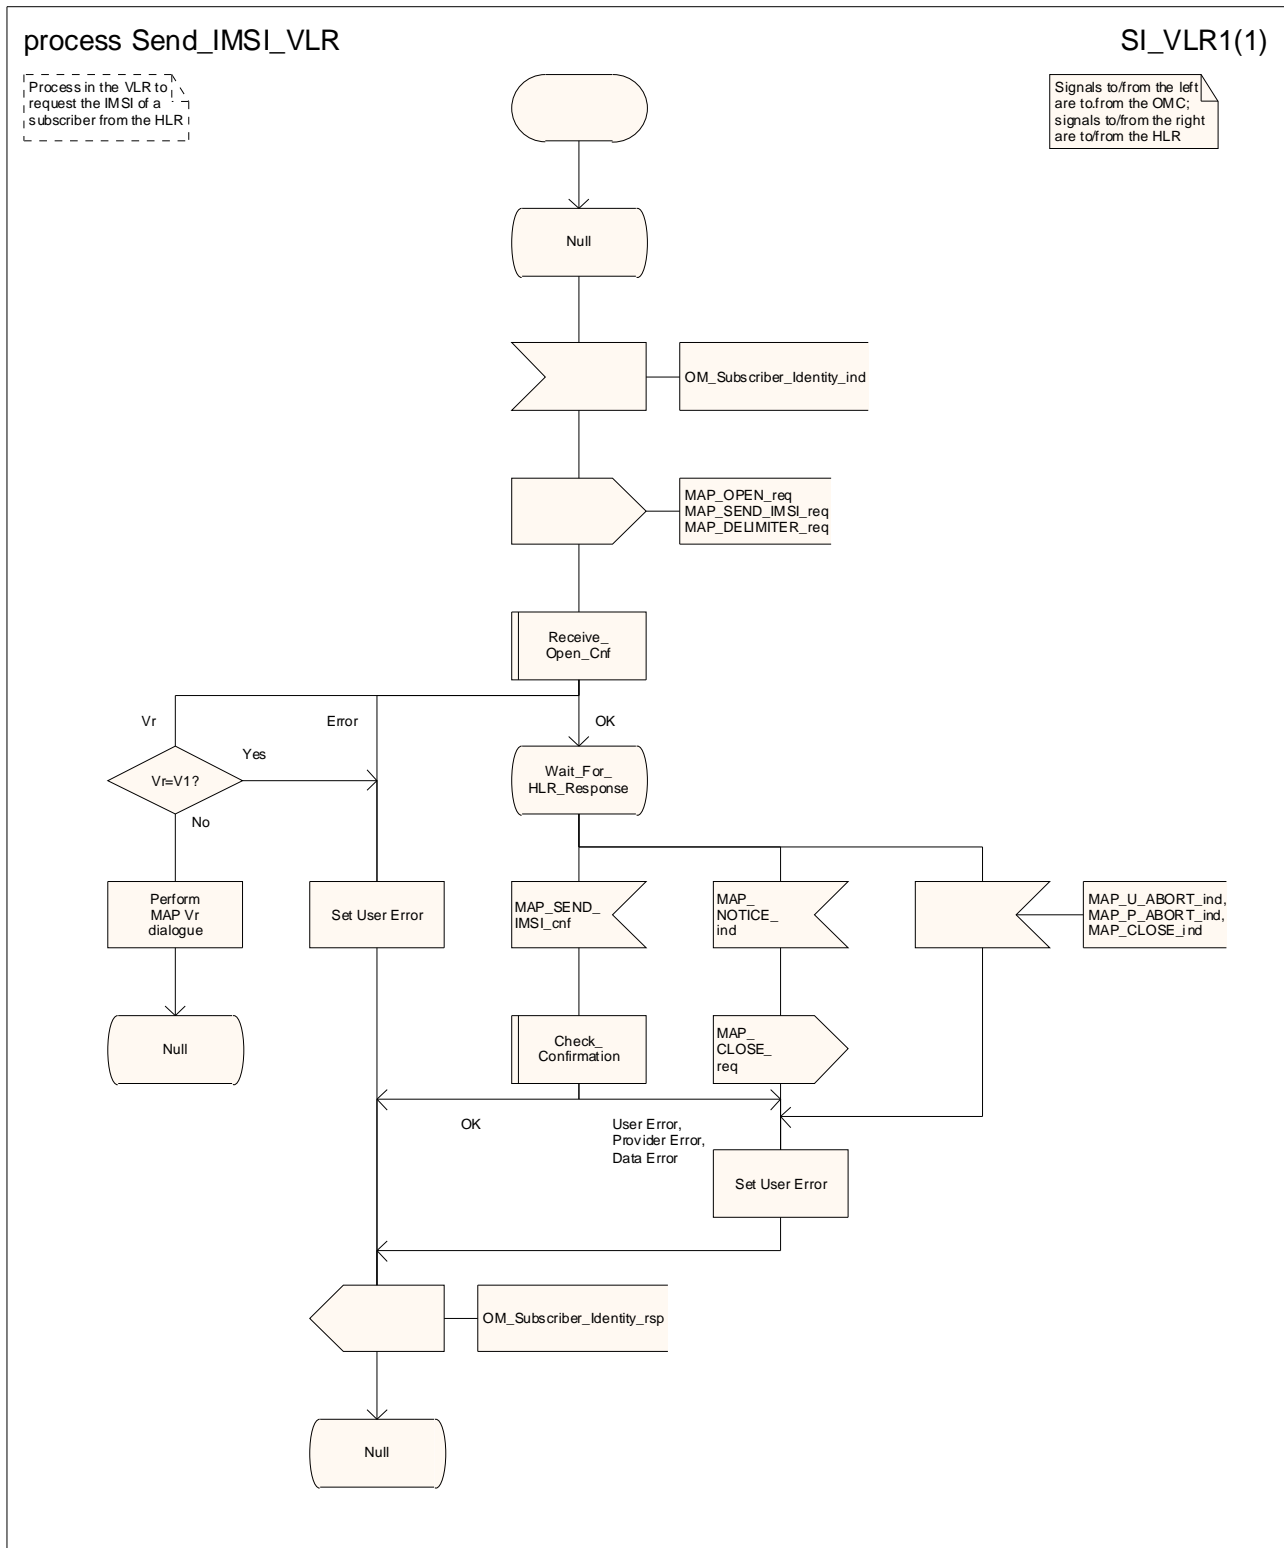 process Send_IMSI_VLR
SI_VLR1(1)
Process in the VLR to
request the IMSI of a
subscriber from the HLR
Signals to/from the left
are to.from the OMC;
signals to/from the right
are to/from the HLR
Null
OM_Subscriber_Identity_ind
MAP_OPEN_req
MAP_SEND_IMSI_req
MAP_DELIMITER_req
Receive_
Open_Cnf
Vr
Error
OK
Yes
Vr=V1?
Wait_For_
HLR_Response
No
Perform
MAP Vr
dialogue
Set User Error
MAP_SEND_
IMSI_cnf
MAP_
NOTICE_
ind
MAP_U_ABORT_ind,
MAP_P_ABORT_ind,
MAP_CLOSE_ind
Null
Check_
Confirmation
MAP_
CLOSE_
req
OK
User Error,
Provider Error,
Data Error
Set User Error
OM_Subscriber_Identity_rsp
Null